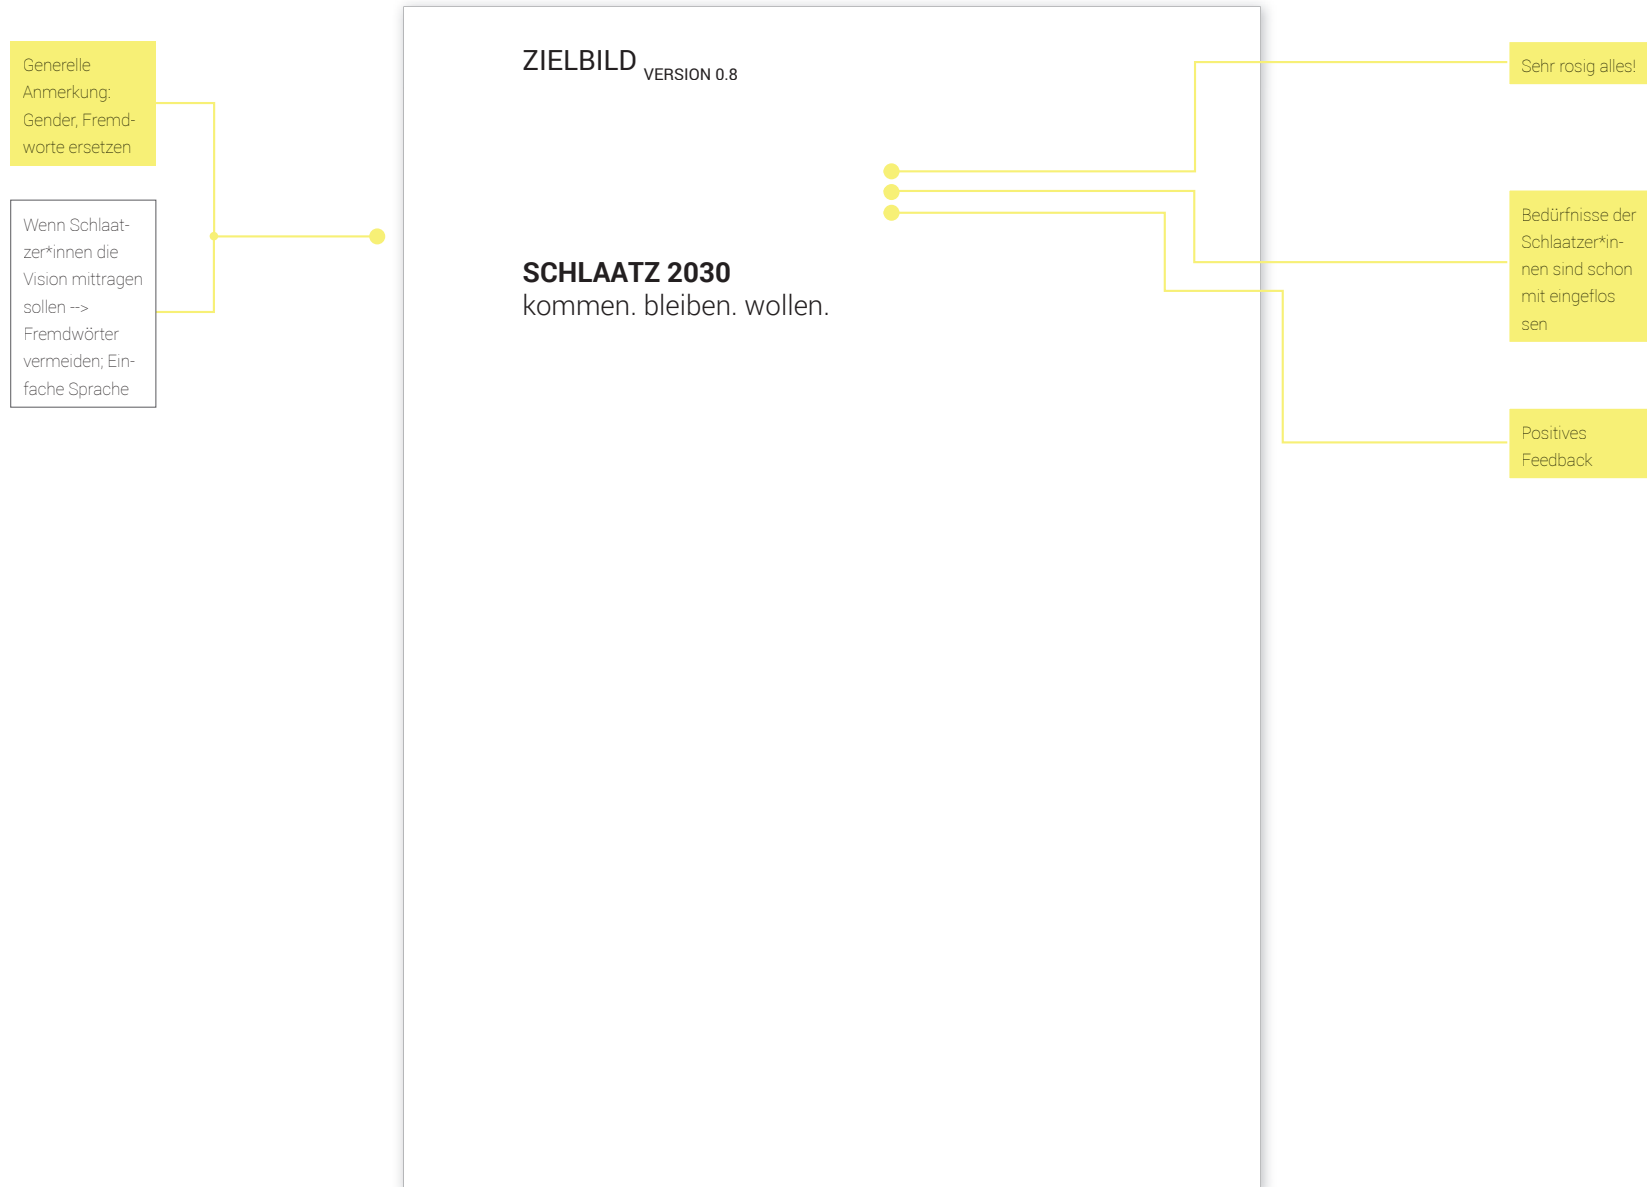 Generelle
Anmerkung:
Gender, Fremd-
worte ersetzen
Wenn Schlaat-
zer*innen die
Vision mittragen
sollen -->
Fremdwörter
vermeiden; Ein-
fache Sprache
ZIELBILD VERSION 0.8
SCHLAATZ 2030
kommen. bleiben. wollen.
Sehr rosig alles!
Bedürfnisse der
Schlaatzer*in-
nen sind schon
mit eingeflos
sen
Positives
Feedback